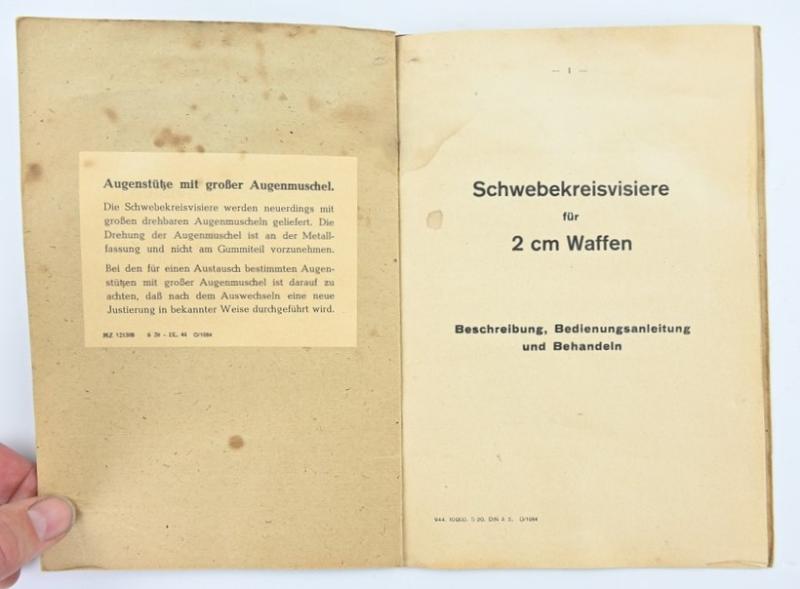 Augenstütze mit großer Augenmuschel.
Die Schwebekreisvisiere werden neuerdings mit
großen drehbaren Augenmuscheln geliefert. Die
Drehung der Augenmuschel ist an der Metall-
fassung und nicht am Gummiteil vorzunehmen.
Bei den für einen Austausch bestimmten Augen-
stützen mit großer Augenmuschel ist darauf zu
achten, daß nach dem Auswechseln eine neue
Justierung in bekannter Weise durchgeführt wird.
— 1 —
Schwebekreisvisiere
für
2 cm Waffen
Beschreibung, Bedienungsanleitung
und Behandeln